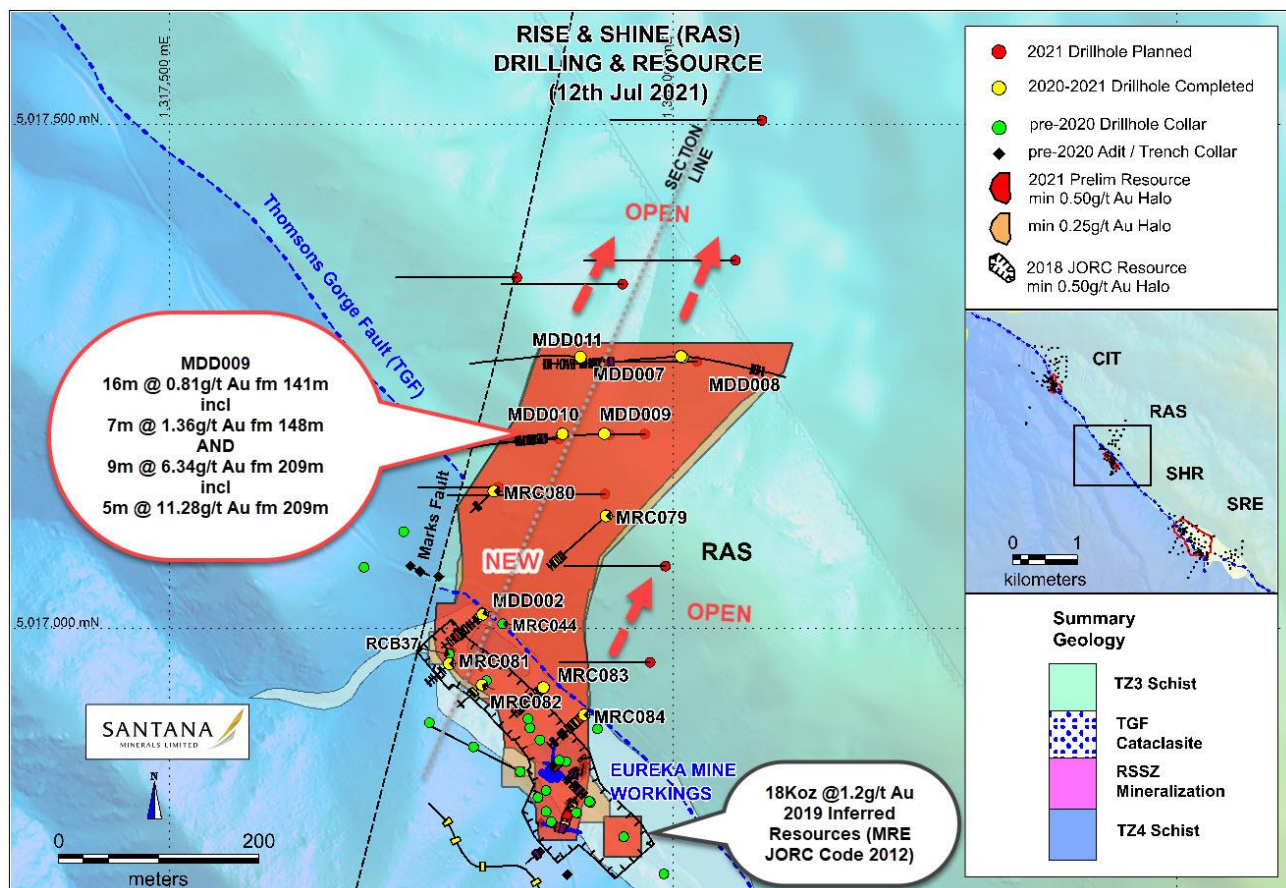 RISE & SHINE (RAS)
DRILLING & RESOURCE
(12th Jul 2021)
1,317,500 mE
5,017,500 mN
5,017,000 mN
Thomsons Gorge Fault (TGF)
SECTION
LINE
OPEN
MDD011
MDD007
MDD008
MDD010
MDD009
MRC080
MRC079
Marks Fault
NEW
RAS
OPEN
MDD002
MRC044
RCB37
MRC081
MRC083
MRC082
MRC084
EUREKA MINE
WORKINGS
MDD009
16m @ 0.81g/t Au fm 141m
incl
7m @ 1.36g/t Au fm 148m
AND
9m @ 6.34g/t Au fm 209m
incl
5m @ 11.28g/t Au fm 209m
18Koz @1.2g/t Au
2019 Inferred
Resources (MRE
JORC Code 2012)
SANTANA
MINERALS LIMITED
N
0 200
meters
2021 Drillhole Planned
2020-2021 Drillhole Completed
pre-2020 Drillhole Collar
pre-2020 Adit / Trench Collar
2021 Prelim Resource
min 0.50g/t Au Halo
min 0.25g/t Au Halo
2018 JORC Resource
min 0.50g/t Au Halo
CIT
RAS
SHR
SRE
0 1
kilometers
Summary
Geology
TZ3 Schist
TGF
Cataclasite
RSSZ
Mineralization
TZ4 Schist